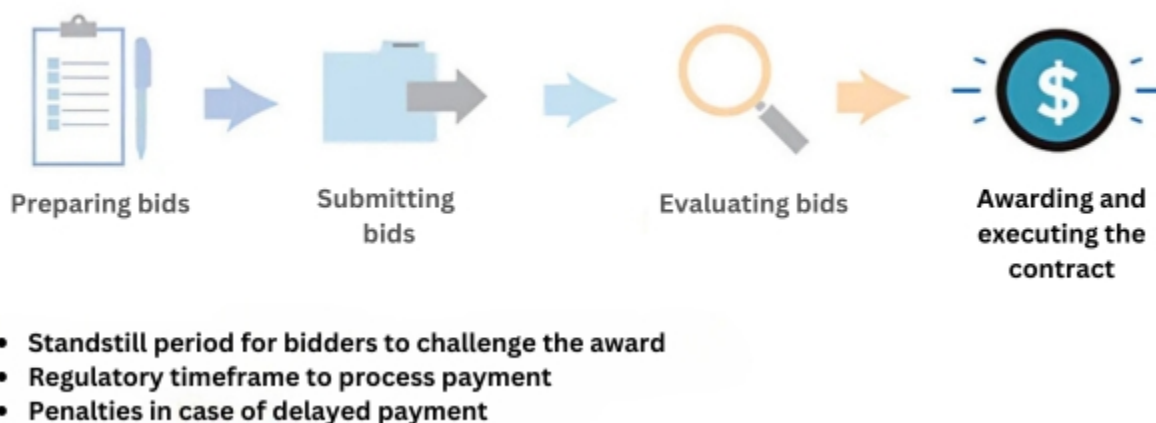 Preparing bids
Submitting
bids
Evaluating bids
Awarding and
executing the
contract
$
• Standstill period for bidders to challenge the award
• Regulatory timeframe to process payment
• Penalties in case of delayed payment